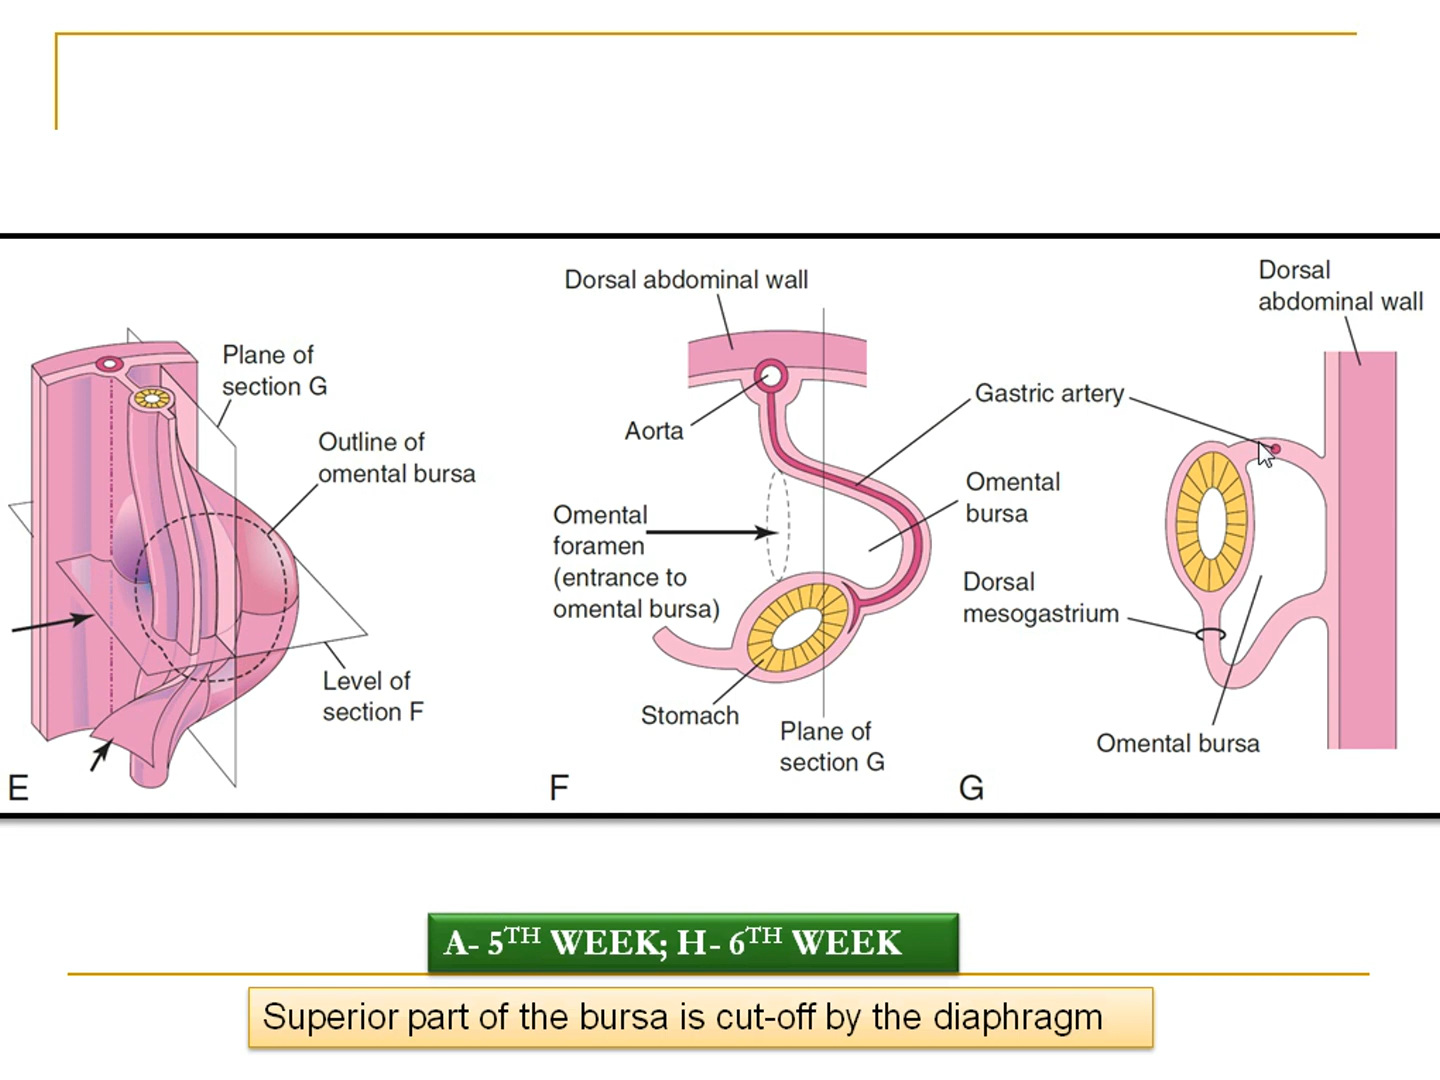 Plane of
section G
Outline of
omental bursa
Level of
section F
E
Dorsal abdominal wall
Aorta
Omental
foramen
(entrance to
omental bursa)
Stomach
Plane of
section G
F
Gastric artery
Omental
bursa
Dorsal
mesogastrium
Dorsal
abdominal wall
Omental bursa
G
A- 5TH WEEK; H- 6TH WEEK
Superior part of the bursa is cut-off by the diaphragm